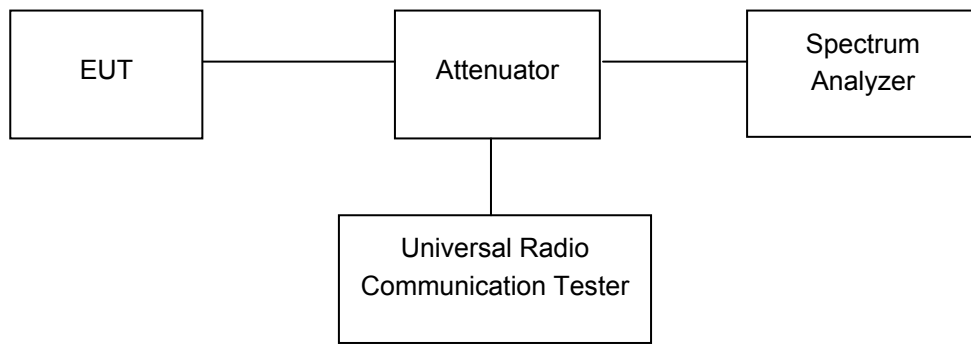 EUT
Attenuator
Spectrum
Analyzer
Universal Radio
Communication Tester